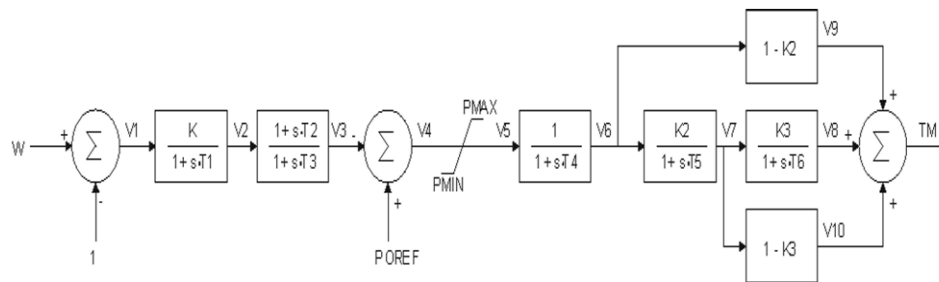 V9
1 - K2
+
PMAX
W
+
Σ
V1
K
1 + s·T1
V2
1 + s·T2
1 + s·T3
V3
-
Σ
V4
V5
1
1 + s·T4
V6
K2
1 + s·T5
V7
K3
1 + s·T6
V8
+
Σ
TM
PMIN
-
+
+
1
POREF
1 - K3
V10